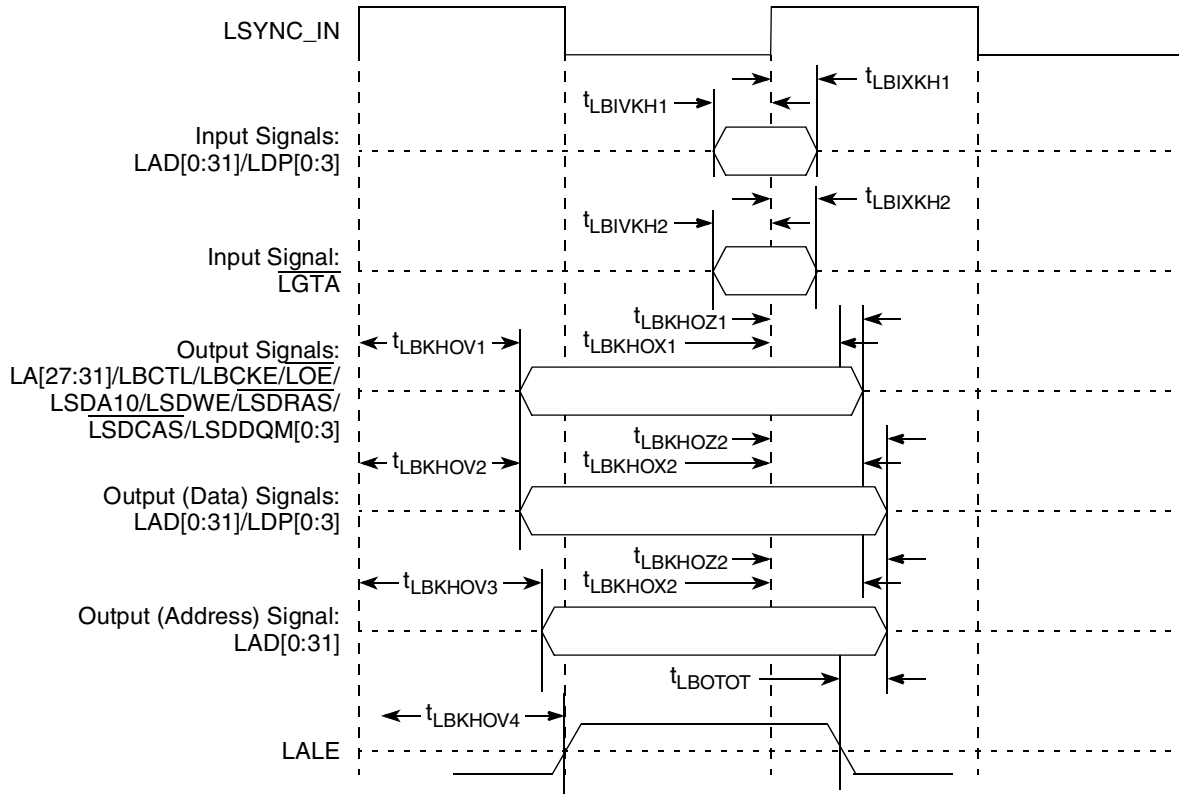 LSYNC_IN
tLBIXKH1
tLBIVKH1
Input Signals:
LAD[0:31]/LDP[0:3]
tLBIXKH2
tLBIVKH2
Input Signal:
LGTA
tLBKHOZ1
tLBKHOV1
tLBKHOX1
Output Signals:
LA[27:31]/LBCTL/LBCKE/LOE/
LSDA10/LSDWE/LSDRAS/
LSDCAS/LSDDQM[0:3]
tLBKHOZ2
tLBKHOV2
tLBKHOX2
Output (Data) Signals:
LAD[0:31]/LDP[0:3]
tLBKHOZ2
tLBKHOV3
tLBKHOX2
Output (Address) Signal:
LAD[0:31]
tLBOTOT
tLBKHOV4
LALE